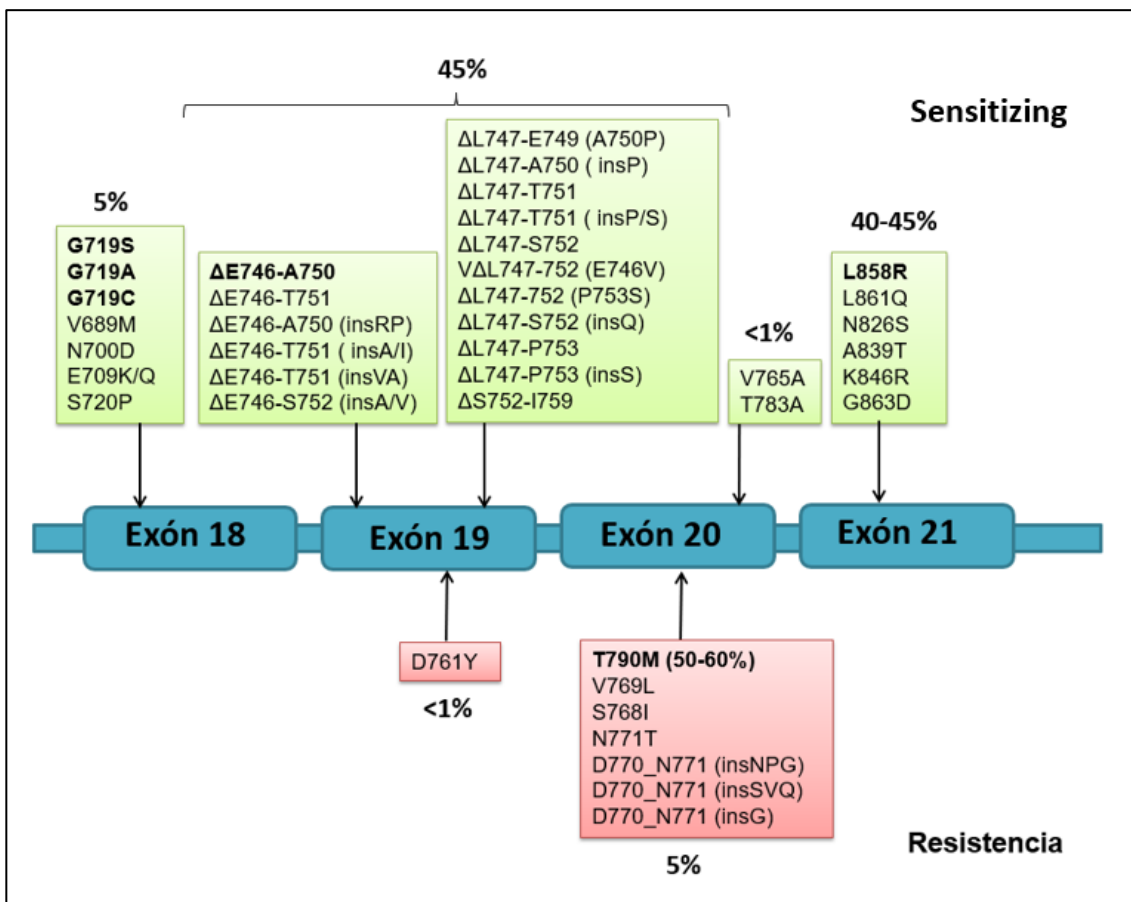 45%
Sensitizing
5%
G719S
G719A
G719C
V689M
N700D
E709K/Q
S720P
ΔE746-A750
ΔE746-T751
ΔE746-A750 (insRP)
ΔE746-T751 ( insA/I)
ΔE746-T751 (insVA)
ΔE746-S752 (insA/V)
ΔL747-E749 (A750P)
ΔL747-A750 ( insP)
ΔL747-T751
ΔL747-T751 ( insP/S)
ΔL747-S752
VΔL747-752 (E746V)
ΔL747-752 (P753S)
ΔL747-S752 (insQ)
ΔL747-P753
ΔL747-P753 (insS)
ΔS752-I759
<1%
V765A
T783A
40-45%
L858R
L861Q
N826S
A839T
K846R
G863D
Exón 18
Exón 19
Exón 20
Exón 21
D761Y
<1%
T790M (50-60%)
V769L
S768I
N771T
D770_N771 (insNPG)
D770_N771 (insSVQ)
D770_N771 (insG)
5%
Resistencia